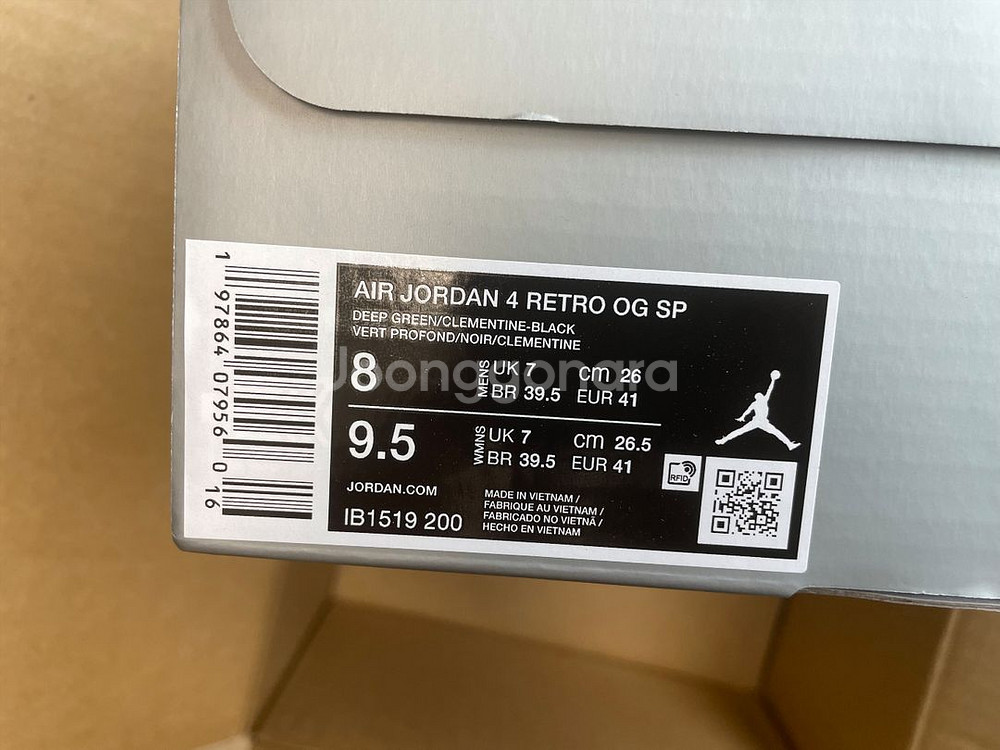 AIR JORDAN 4 RETRO OG SP
DEEP GREEN/CLEMENTINE-BLACK
VERT PROFOND/NOIR/CLEMENTINE
8
MENS
UK 7 cm 26
BR 39.5 EUR 41
9.5
WMNS
UK 7 cm 26.5
BR 39.5 EUR 41
JORDAN.COM
IB1519 200
MADE IN VIETNAM /
FABRIQUE AU VIETNAM /
FABRICADO NO VIETNÃ /
HECHO EN VIETNAM
RFID
1 97864 07956 0 16
Joonggonara